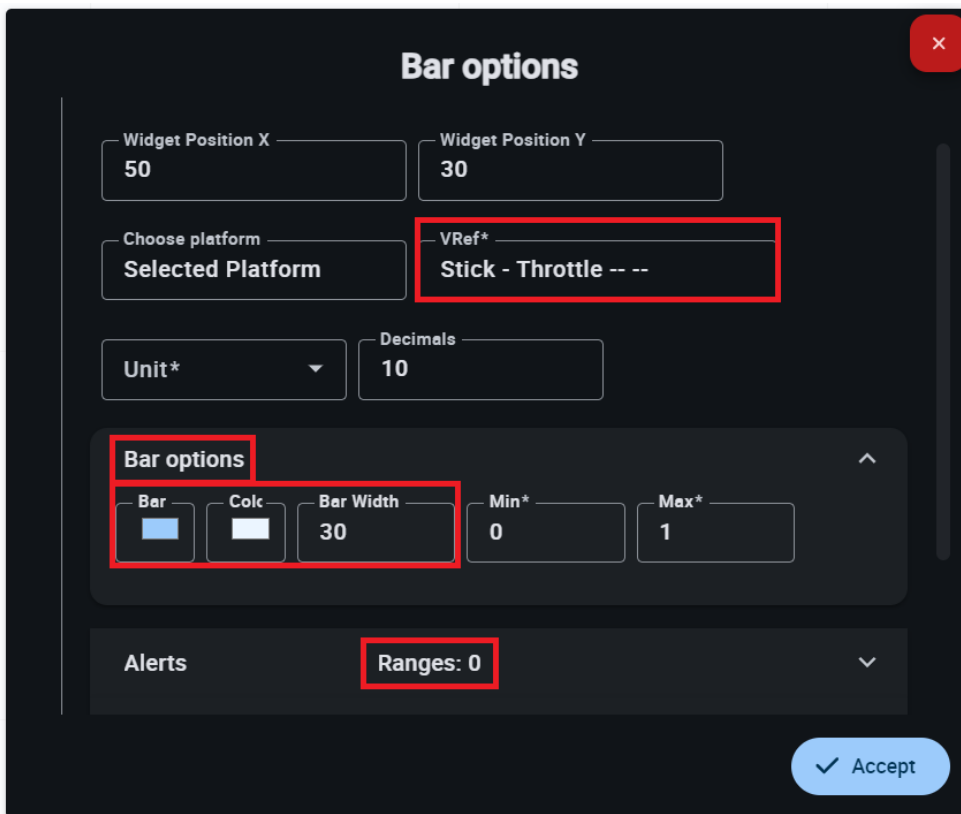 Bar options
Widget Position X
Widget Position Y
50
30
Choose platform
VRef*
Selected Platform
Stick - Throttle -- --
Decimals
Unit*
10
Bar options
Bar
Colc
Bar Width
Min*
Max*
30
0
1
Alerts
Ranges: 0
Accept